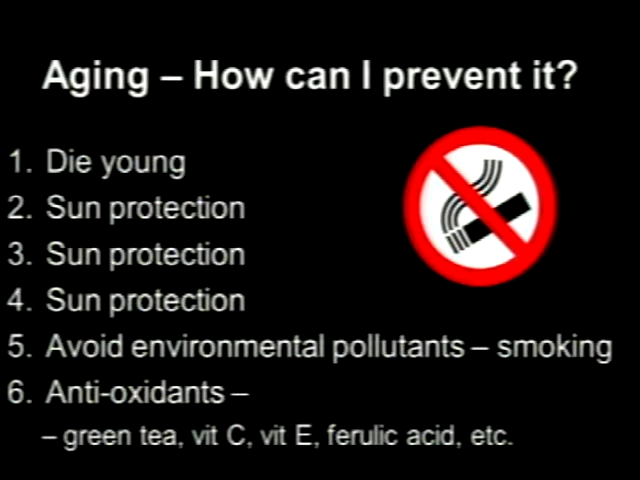 Aging – How can I prevent it?
1. Die young
2. Sun protection
3. Sun protection
4. Sun protection
5. Avoid environmental pollutants – smoking
6. Anti-oxidants –
– green tea, vit C, vit E, ferulic acid, etc.